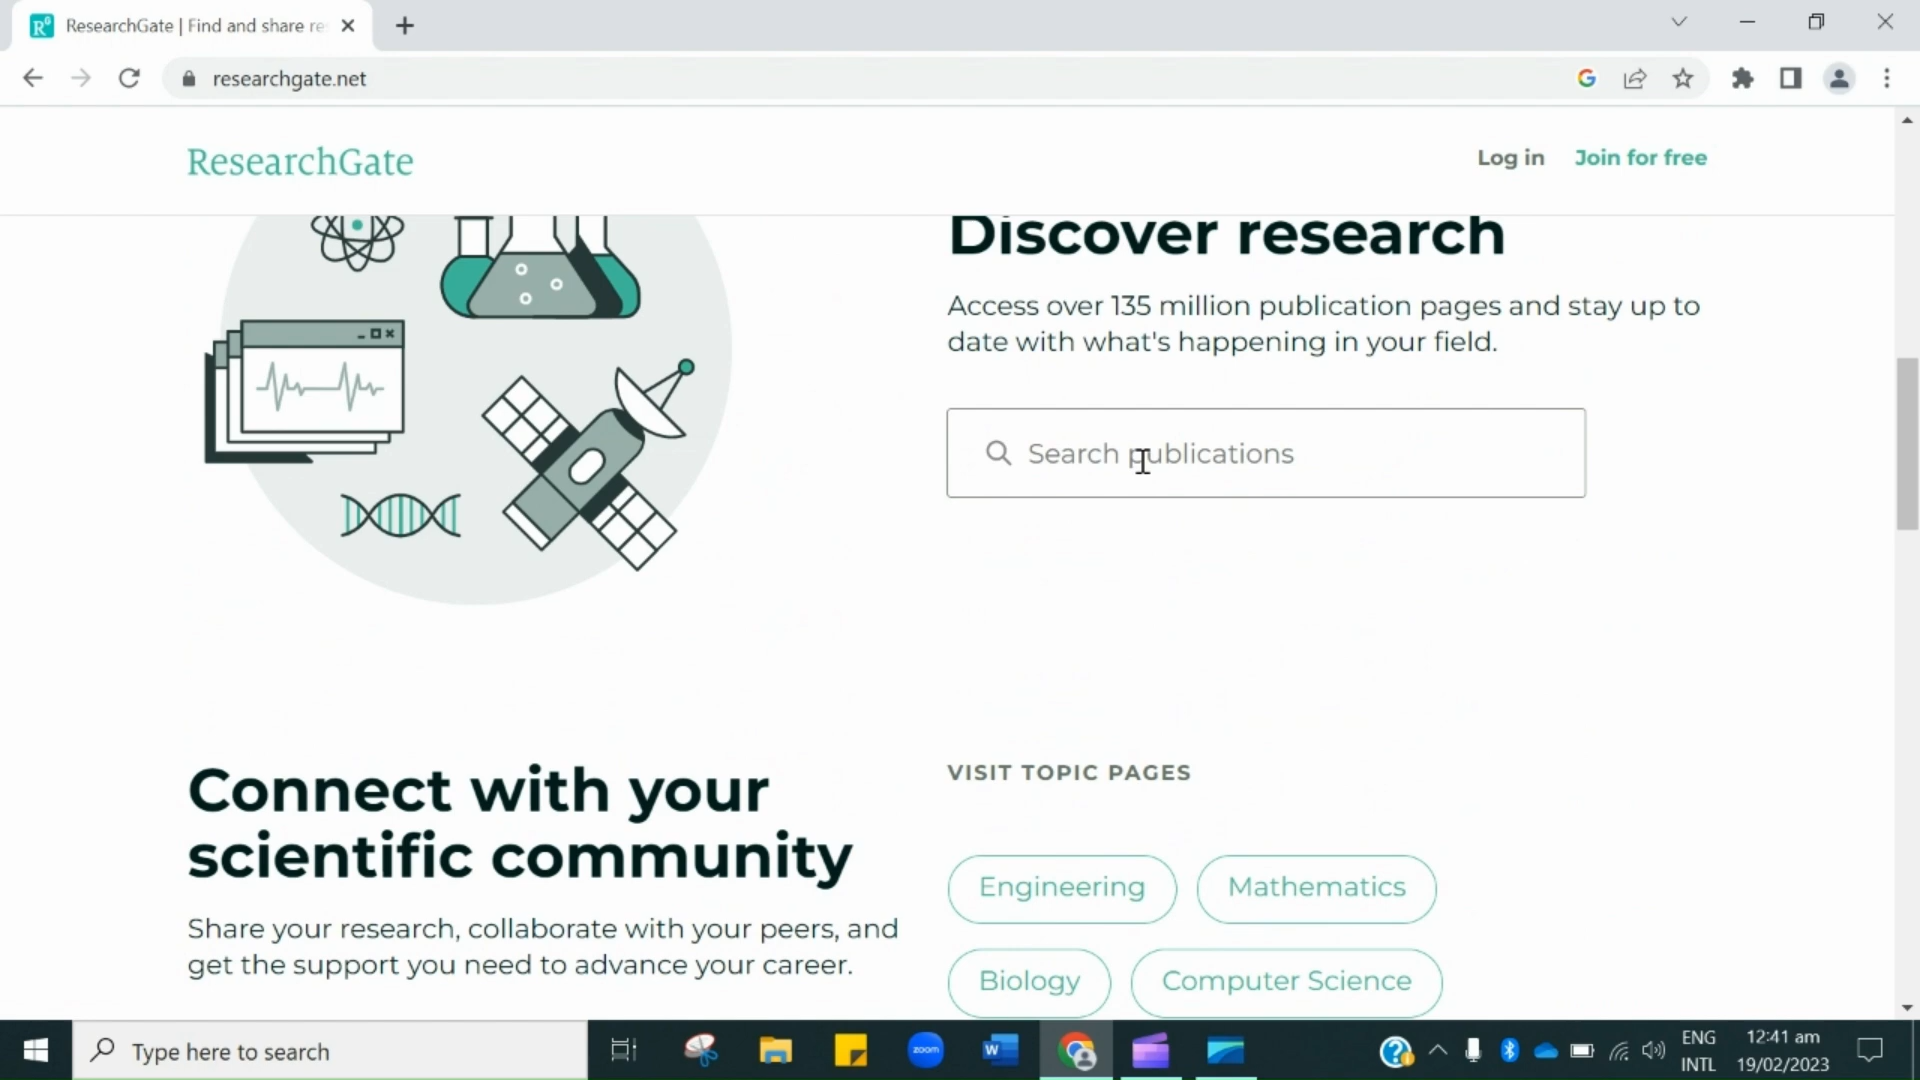 ResearchGate | Find and share re
researchgate.net
ResearchGate
Log in
Join for free
Discover research
Access over 135 million publication pages and stay up to
date with what's happening in your field.
Search publications
Connect with your
scientific community
Share your research, collaborate with your peers, and
get the support you need to advance your career.
VISIT TOPIC PAGES
Engineering
Mathematics
Biology
Computer Science
Type here to search
zoom
W
ENG
INTL
12:41 am
19/02/2023